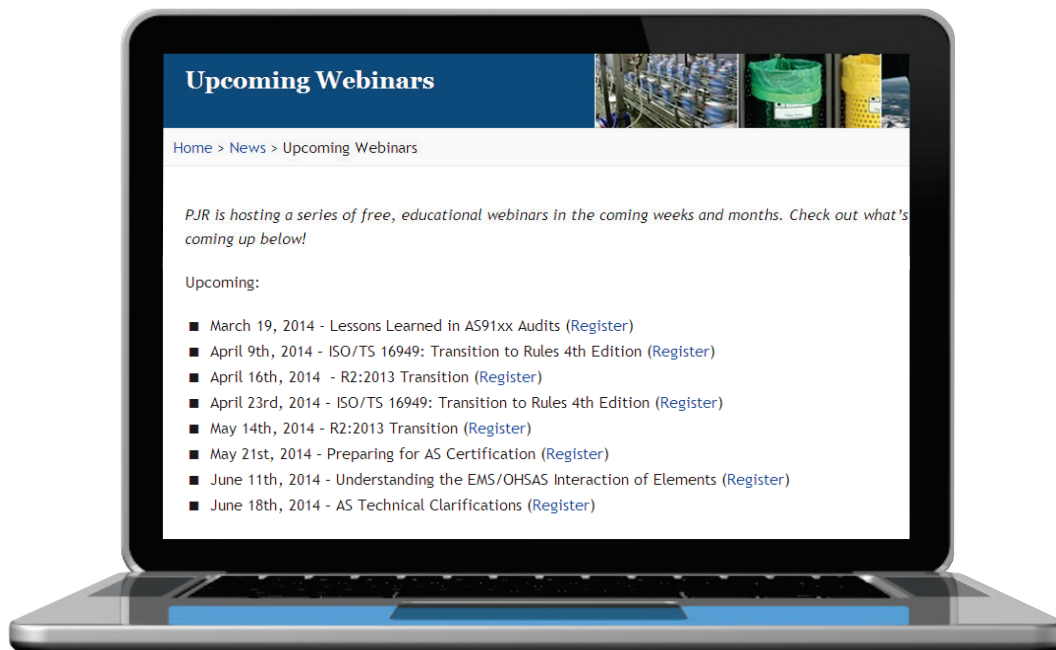 Upcoming Webinars
Home > News > Upcoming Webinars
PJR is hosting a series of free, educational webinars in the coming weeks and months. Check out what's
coming up below!
Upcoming:
■ March 19, 2014 - Lessons Learned in AS91xx Audits (Register)
■ April 9th, 2014 – ISO/TS 16949: Transition to Rules 4th Edition (Register)
■ April 16th, 2014  – R2:2013 Transition (Register)
■ April 23rd, 2014 – ISO/TS 16949: Transition to Rules 4th Edition (Register)
■ May 14th, 2014 – R2:2013 Transition (Register)
■ May 21st, 2014 – Preparing for AS Certification (Register)
■ June 11th, 2014 – Understanding the EMS/OHSAS Interaction of Elements (Register)
■ June 18th, 2014 – AS Technical Clarifications (Register)